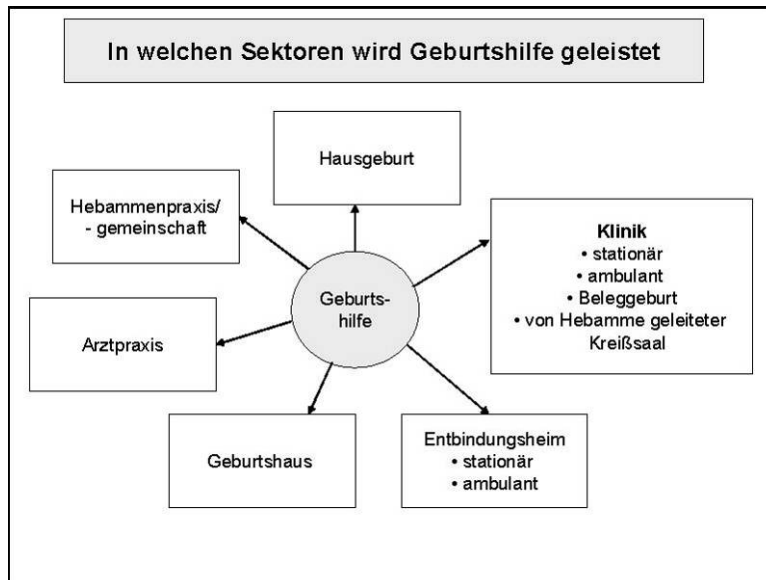 In welchen Sektoren wird Geburtshilfe geleistet
Hausgeburt
Hebammenpraxis/
- gemeinschaft
Klinik
• stationär
• ambulant
• Beleggeburt
• von Hebamme geleiteter
Kreißsaal
Geburts-
hilfe
Arztpraxis
Geburtshaus
Entbindungsheim
• stationär
• ambulant